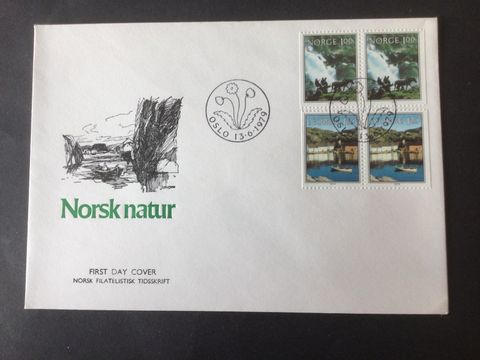 NORGE 1.00
NORGE 1.00
OSLO 13·6·1979
Norsk natur
FIRST DAY COVER
NORSK FILATELISTISK TIDSSKRIFT